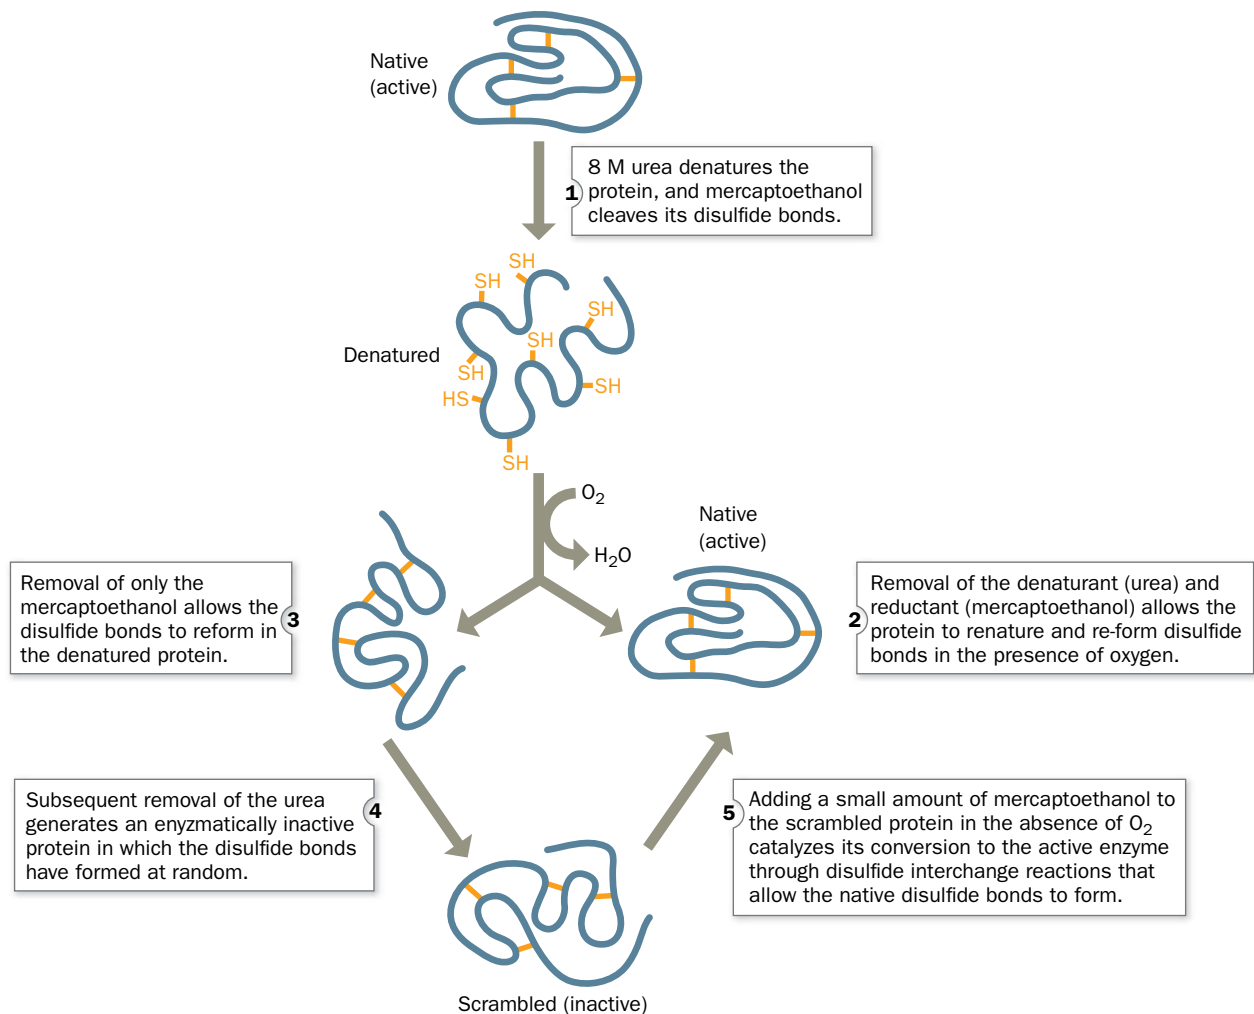 Native
(active)
1
8 M urea denatures the
protein, and mercaptoethanol
cleaves its disulfide bonds.
SH
SH
SH
SH
Denatured
SH
SH
HS
SH
O₂
H₂O
Native
(active)
Removal of only the
mercaptoethanol allows the
disulfide bonds to reform in
the denatured protein.
3
2
Removal of the denaturant (urea) and
reductant (mercaptoethanol) allows the
protein to renature and re-form disulfide
bonds in the presence of oxygen.
Subsequent removal of the urea
generates an enyzmatically inactive
protein in which the disulfide bonds
have formed at random.
4
5
Adding a small amount of mercaptoethanol to
the scrambled protein in the absence of O₂
catalyzes its conversion to the active enzyme
through disulfide interchange reactions that
allow the native disulfide bonds to form.
Scrambled (inactive)